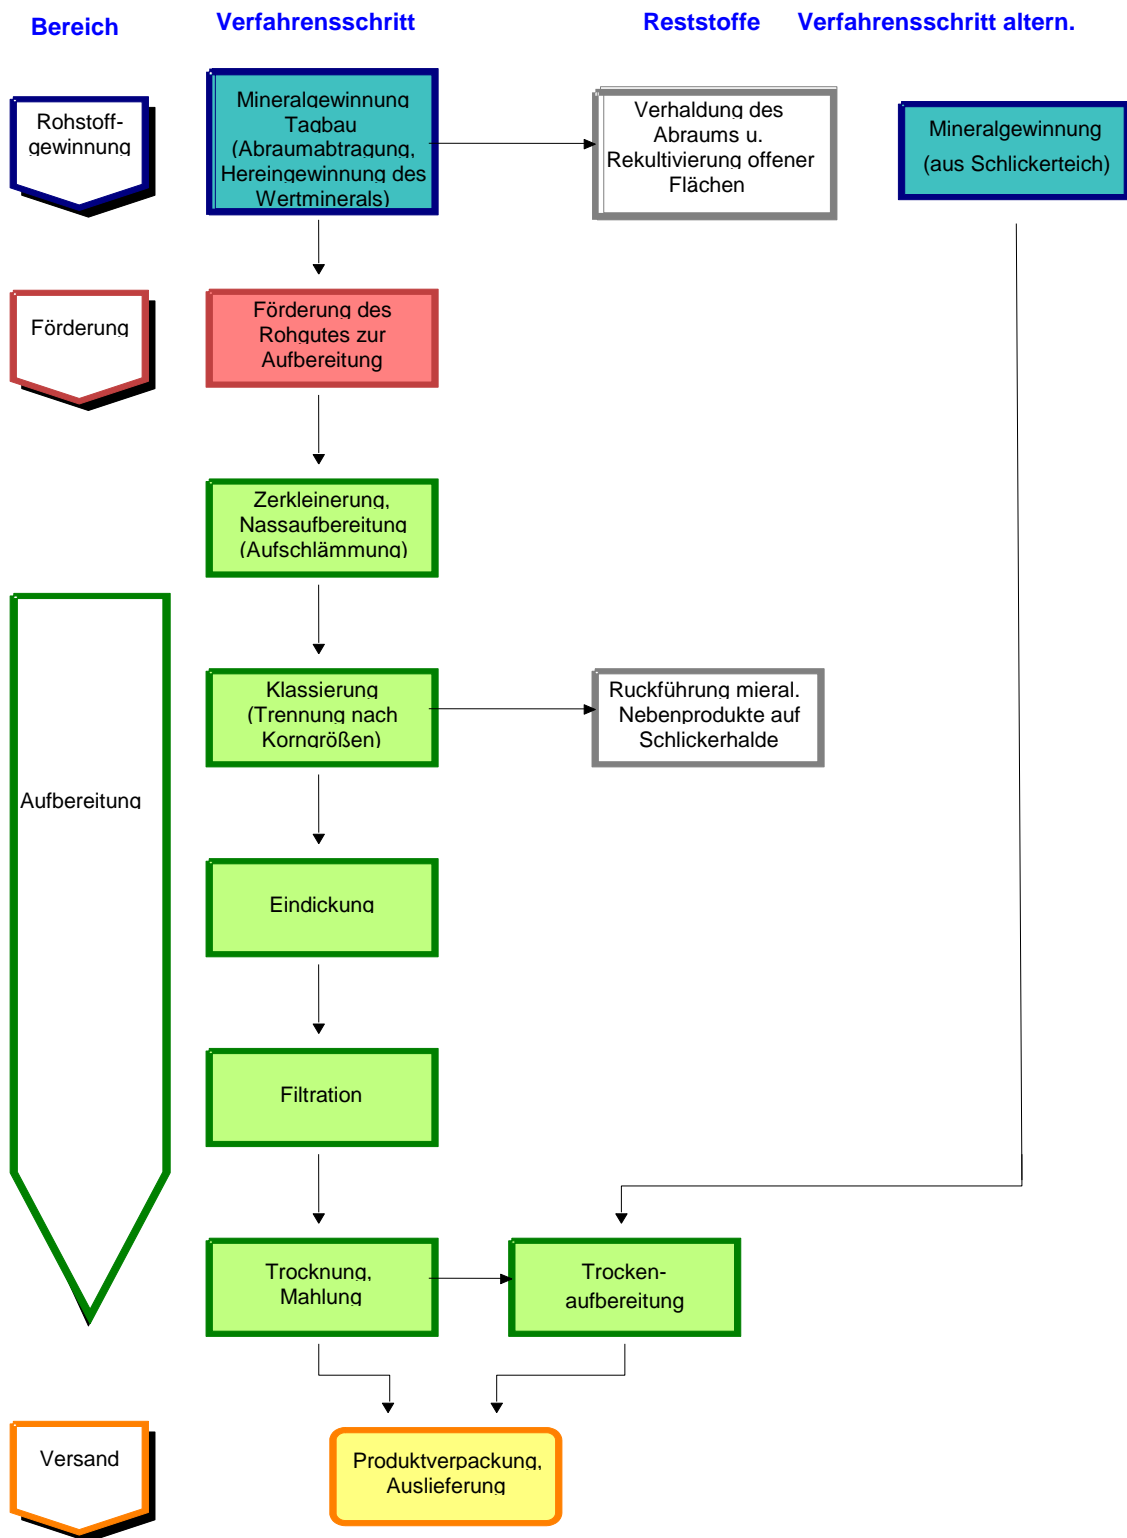 Bereich
Verfahrensschritt
Reststoffe
Verfahrensschritt altern.
Rohstoff-
gewinnung
Mineralgewinnung
Tagbau
(Abraumabtragung,
Hereingewinnung des
Wertminerals)
Verhaldung des
Abraums u.
Rekultivierung offener
Flächen
Mineralgewinnung
(aus Schlickerteich)
Förderung
Förderung des
Rohgutes zur
Aufbereitung
Zerkleinerung,
Nassaufbereitung
(Aufschlämmung)
Aufbereitung
Klassierung
(Trennung nach
Korngrößen)
Ruckführung mieral.
Nebenprodukte auf
Schlickerhalde
Eindickung
Filtration
Trocknung,
Mahlung
Trocken-
aufbereitung
Versand
Produktverpackung,
Auslieferung